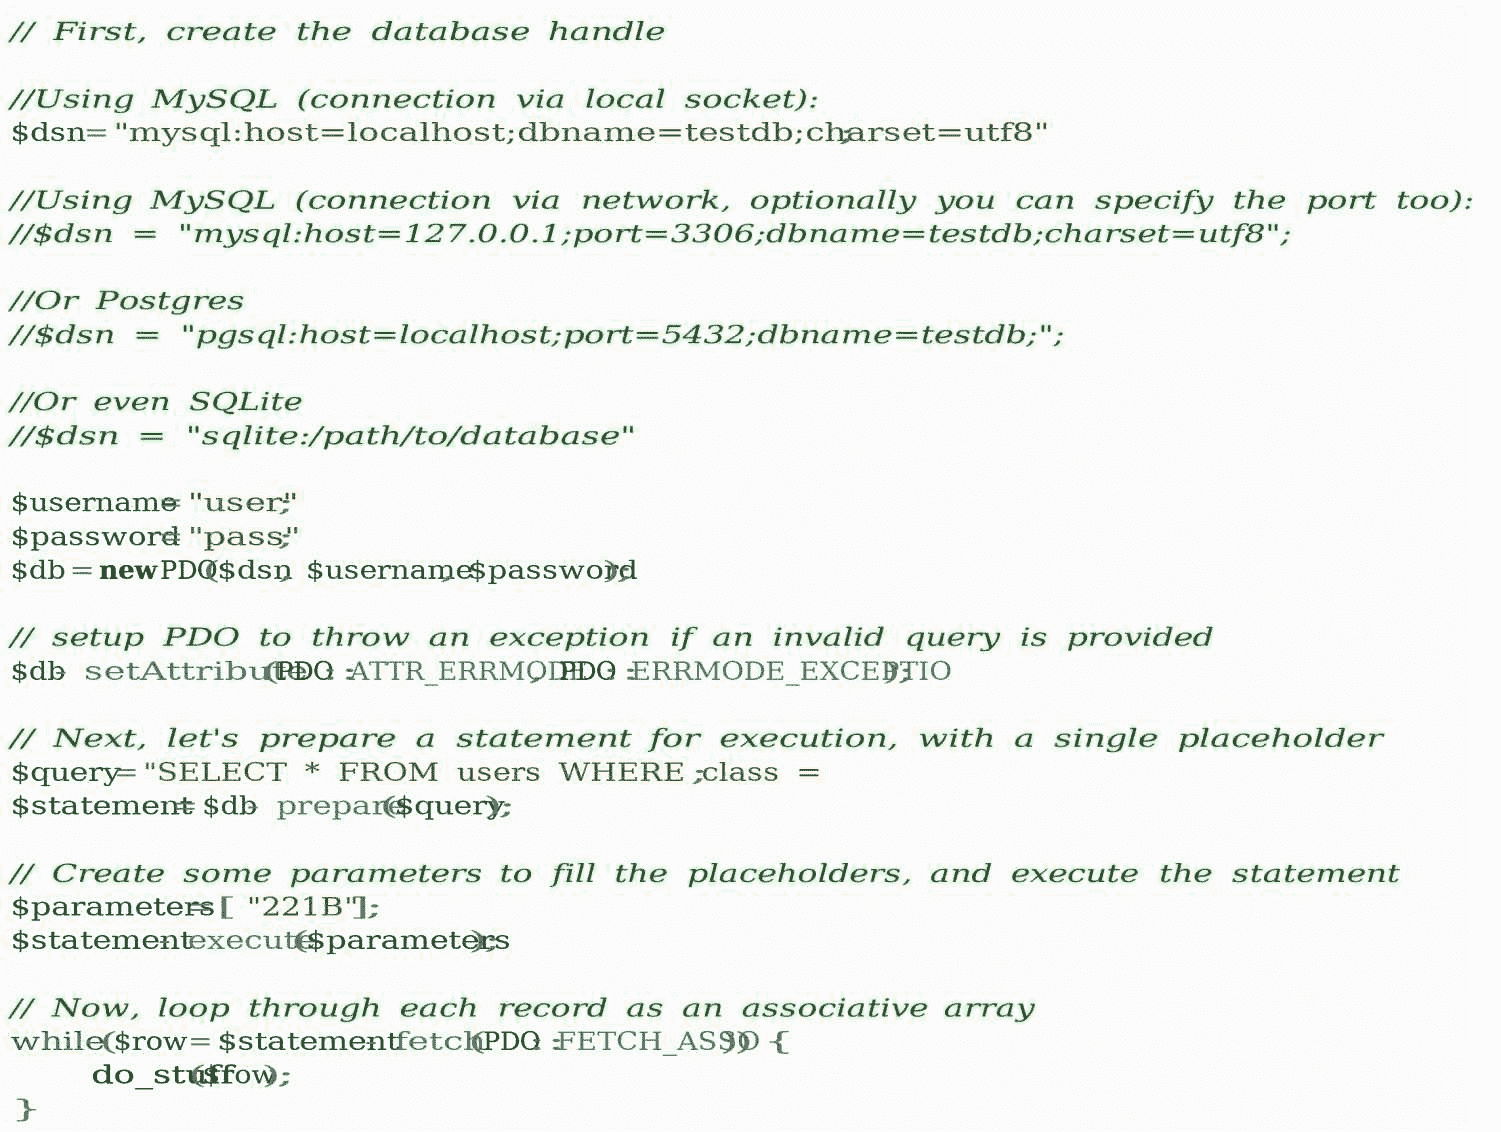 // First, create the database handle
//Using MySQL (connection via local socket):
$dsn= "mysql:host=localhost;dbname=testdb;charset=utf8";
//Using MySQL (connection via network, optionally you can specify the port too):
//$dsn = "mysql:host=127.0.0.1;port=3306;dbname=testdb;charset=utf8";
//Or Postgres
//$dsn = "pgsql:host=localhost;port=5432;dbname=testdb;";
//Or even SQLite
//$dsn = "sqlite:/path/to/database"
$username= "user";
$password= "pass";
$db = new PDO($dsn, $username, $password);
// setup PDO to throw an exception if an invalid query is provided
$db- setAttribute(PDO::ATTR_ERRMODE, PDO::ERRMODE_EXCEPTIO);
// Next, let's prepare a statement for execution, with a single placeholder
$query= "SELECT * FROM users WHERE class = ;
$statement= $db- prepare($query);
// Create some parameters to fill the placeholders, and execute the statement
$parameters= [ "221B"];
$statement- execute($parameters);
// Now, loop through each record as an associative array
while($row= $statement- fetch(PDO::FETCH_ASSO)) {
do_stuff($row);
}